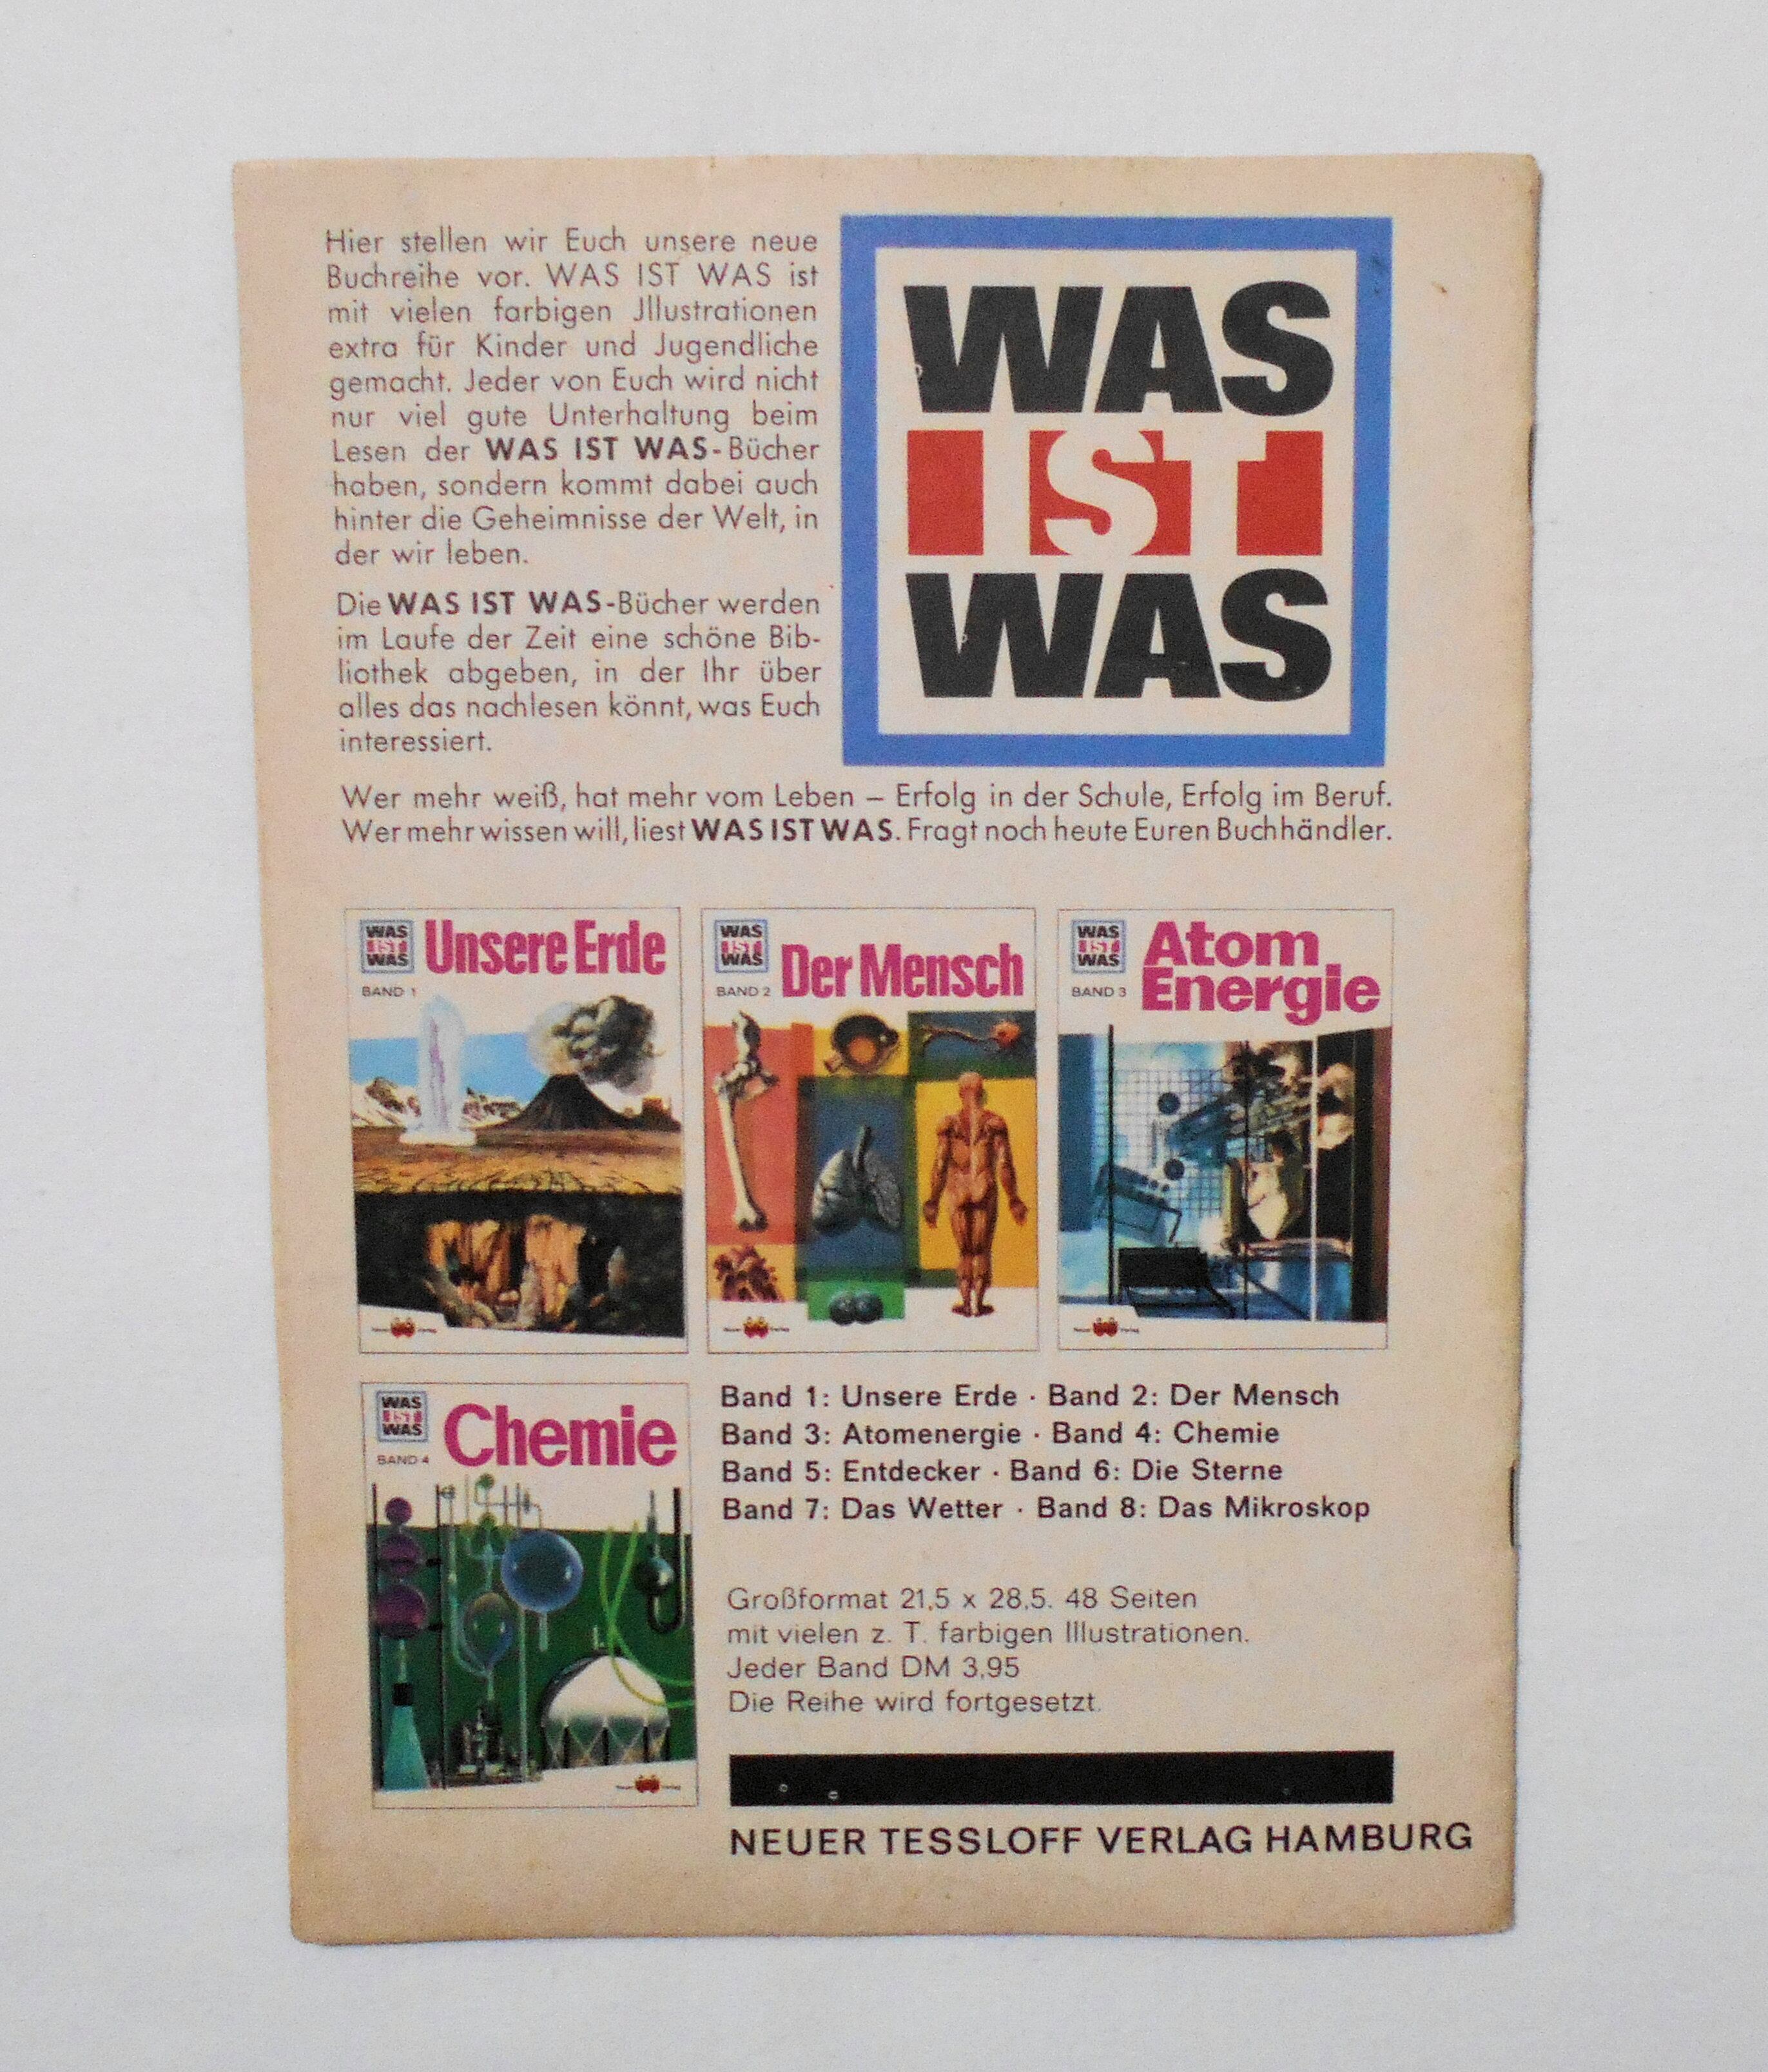 Hier stellen wir Euch unsere neue
Buchreihe vor. WAS IST WAS ist
mit vielen farbigen Jllustrationen
extra für Kinder und Jugendliche
gemacht. Jeder von Euch wird nicht
nur viel gute Unterhaltung beim
Lesen der WAS IST WAS-Bücher
haben, sondern kommt dabei auch
hinter die Geheimnisse der Welt, in
der wir leben.
Die WAS IST WAS-Bücher werden
im Laufe der Zeit eine schöne Bib-
liothek abgeben, in der Ihr über
alles das nachlesen könnt, was Euch
interessiert.
WAS
IST
WAS
Wer mehr weiß, hat mehr vom Leben – Erfolg in der Schule, Erfolg im Beruf.
Wer mehr wissen will, liest WAS IST WAS. Fragt noch heute Euren Buchhändler.
WAS
IST
WAS
BAND 1
Unsere Erde
Neuer Verlag
WAS
IST
WAS
BAND 2
Der Mensch
Neuer Verlag
WAS
IST
WAS
BAND 3
Atom
Energie
Neuer Verlag
WAS
IST
WAS
BAND 4
Chemie
Neuer Verlag
Band 1: Unsere Erde · Band 2: Der Mensch
Band 3: Atomenergie · Band 4: Chemie
Band 5: Entdecker · Band 6: Die Sterne
Band 7: Das Wetter · Band 8: Das Mikroskop
Großformat 21,5 x 28,5. 48 Seiten
mit vielen z. T. farbigen Illustrationen.
Jeder Band DM 3,95
Die Reihe wird fortgesetzt.
NEUER TESSLOFF VERLAG HAMBURG